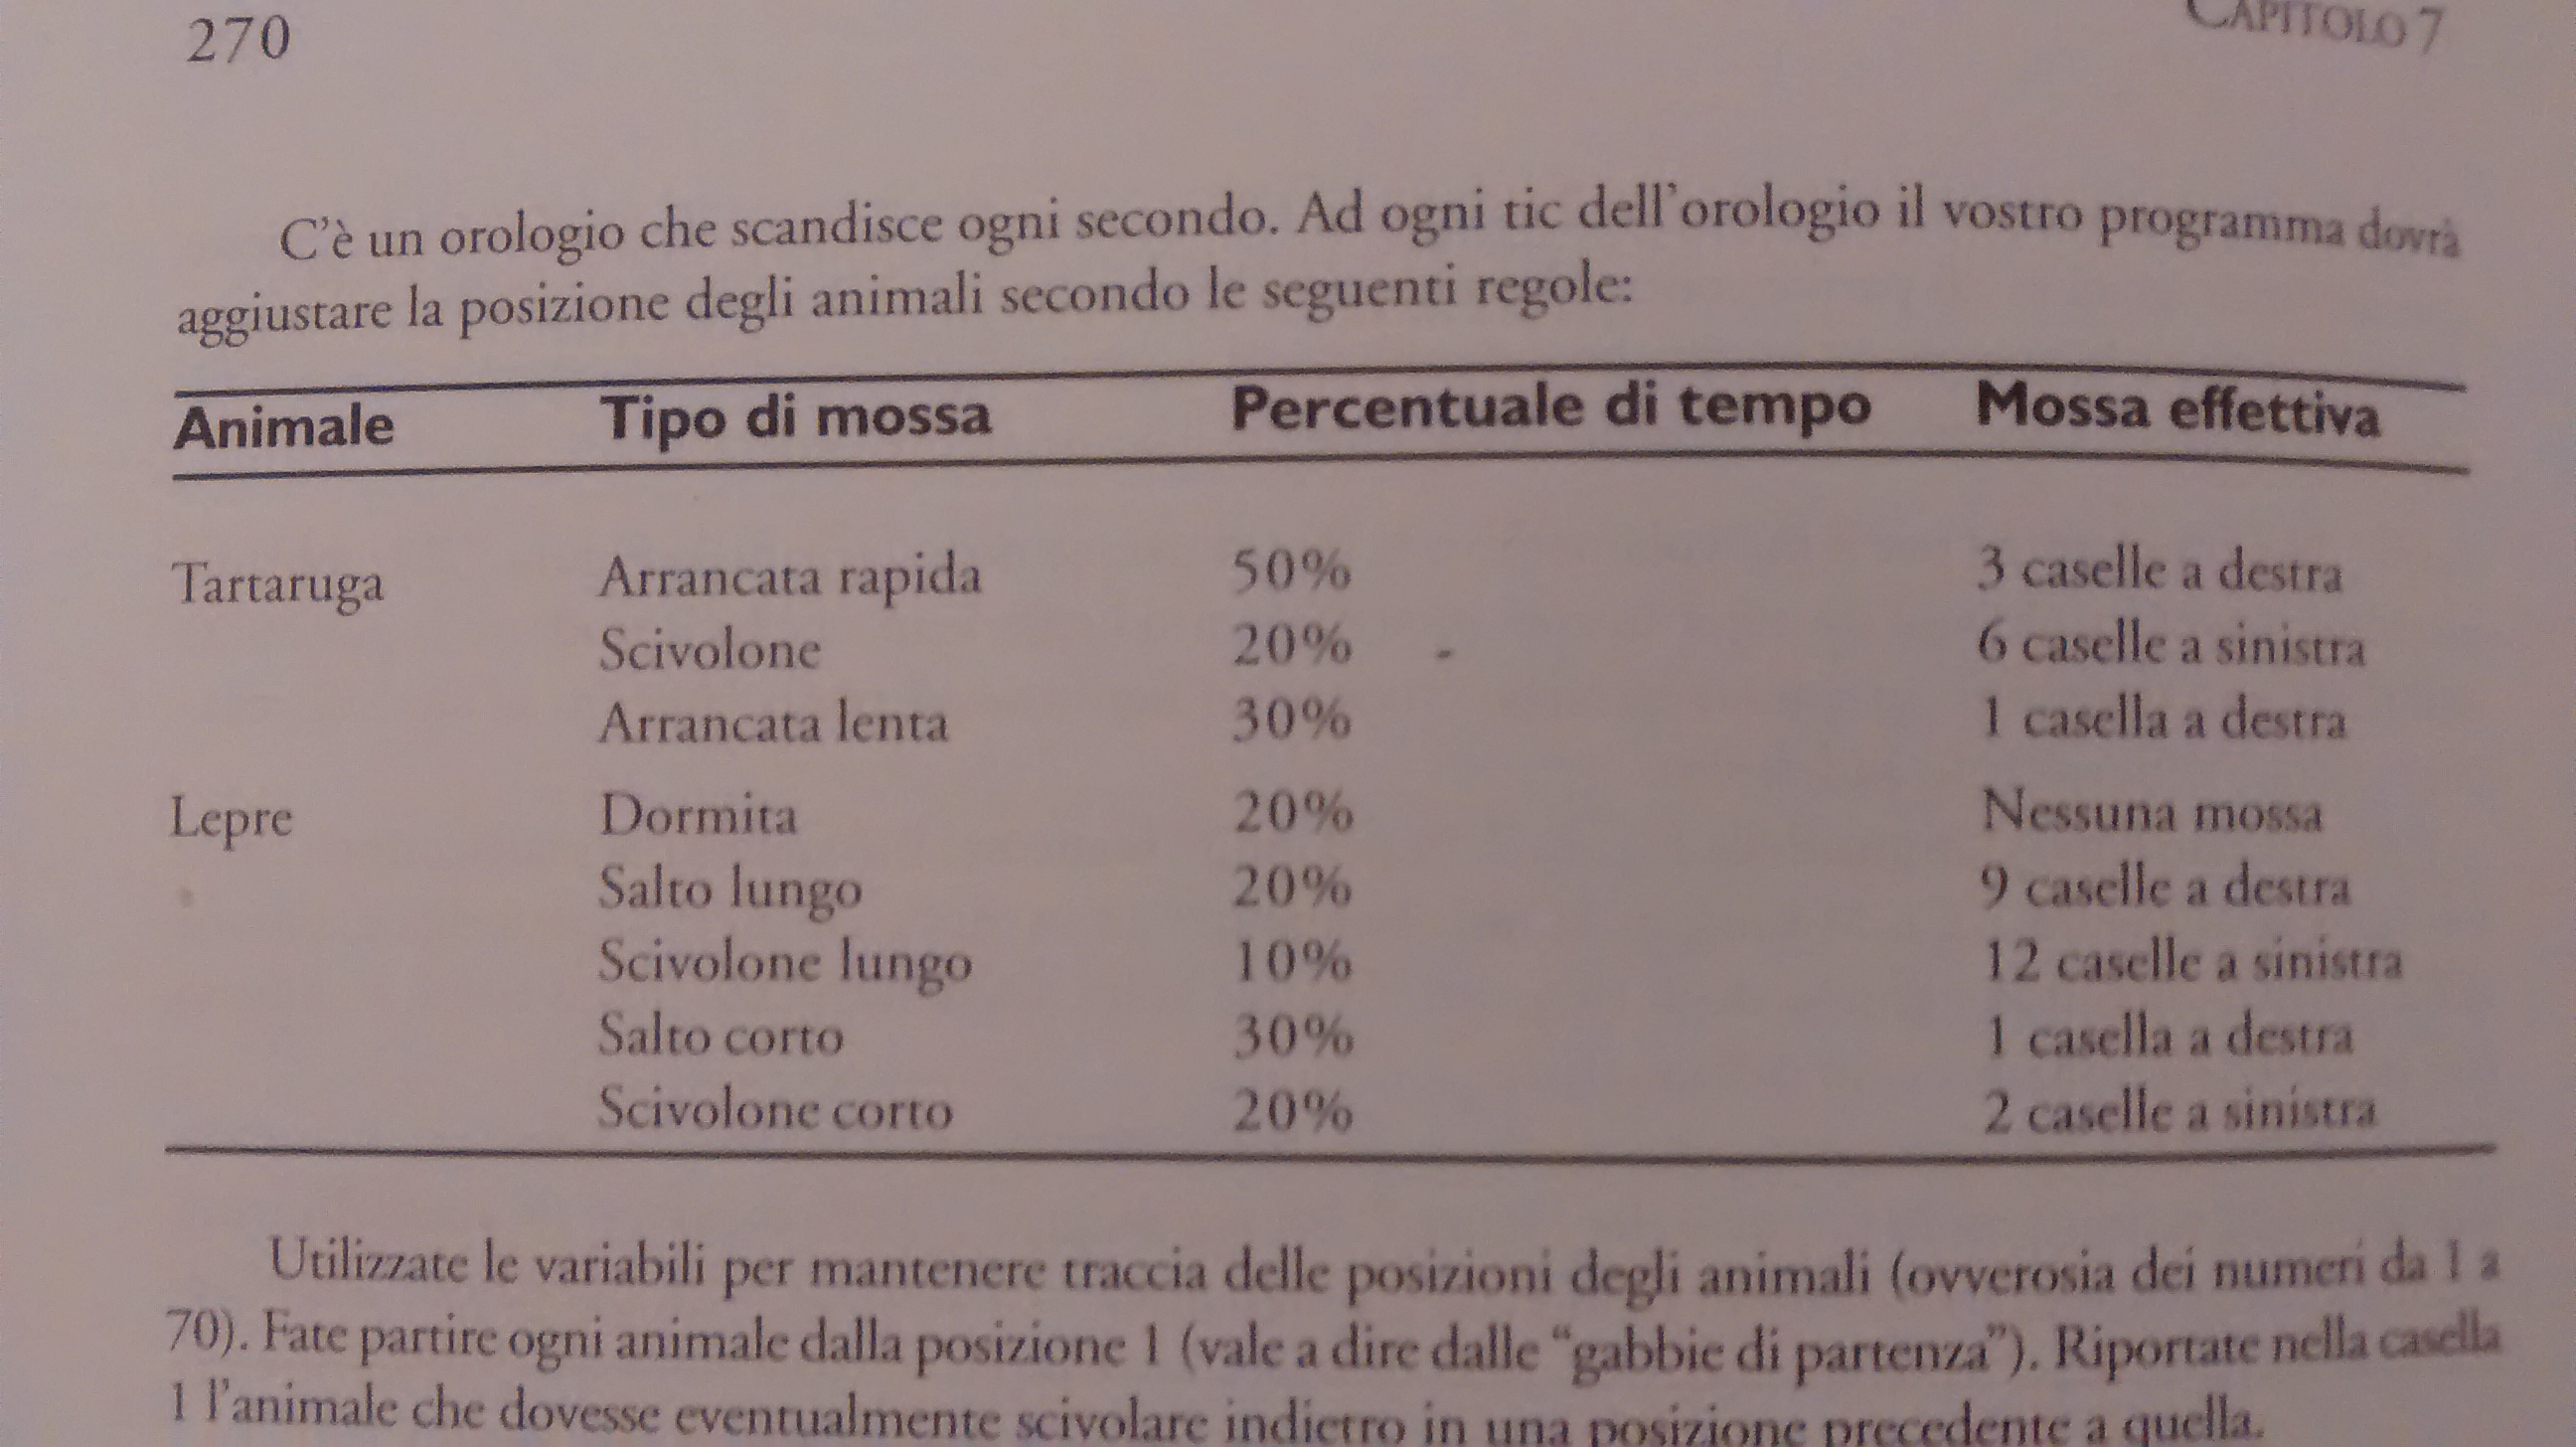 270 CAPITOLO 7
C'è un orologio che scandisce ogni secondo. Ad ogni tic dell'orologio il vostro programma dovrà
aggiustare la posizione degli animali secondo le seguenti regole:
Animale Tipo di mossa Percentuale di tempo Mossa effettiva
Tartaruga Arrancata rapida 50% 3 caselle a destra
Scivolone 20% 6 caselle a sinistra
Arrancata lenta 30% 1 casella a destra
Lepre Dormita 20% Nessuna mossa
Salto lungo 20% 9 caselle a destra
Scivolone lungo 10% 12 caselle a sinistra
Salto corto 30% 1 casella a destra
Scivolone corto 20% 2 caselle a sinistra
Utilizzate le variabili per mantenere traccia delle posizioni degli animali (ovverosia dei numeri da 1 a
70). Fate partire ogni animale dalla posizione 1 (vale a dire dalle “gabbie di partenza”). Riportate nella casella
1 l'animale che dovesse eventualmente scivolare indietro in una posizione precedente a quella.